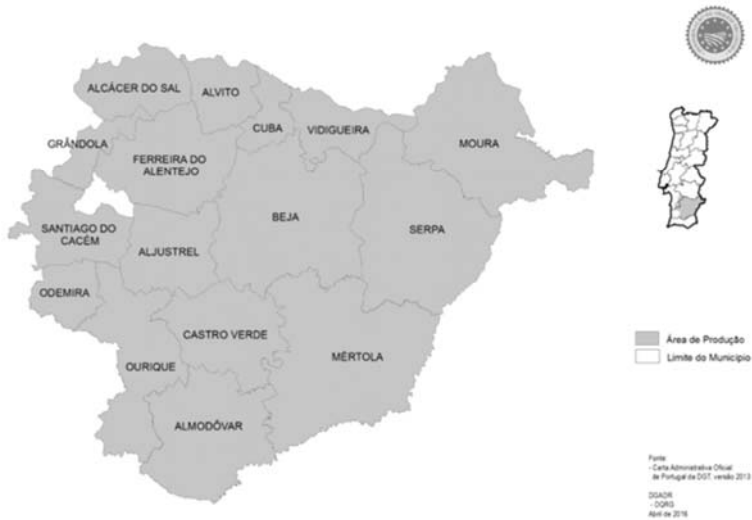 ALCÁCER DO SAL
ALVITO
CUBA
VIDIGUEIRA
MOURA
GRÂNDOLA
FERREIRA DO
ALENTEJO
BEJA
SERPA
SANTIAGO DO
CACÉM
ALJUSTREL
ODEMIRA
CASTRO VERDE
OURIQUE
MÉRTOLA
ALMODÔVAR
Área de Produção
Limite do Município
Fonte:
- Carta Administrativa Oficial
de Portugal da DGT, versão 2013
DGADR
- DQRG
Abril de 2016